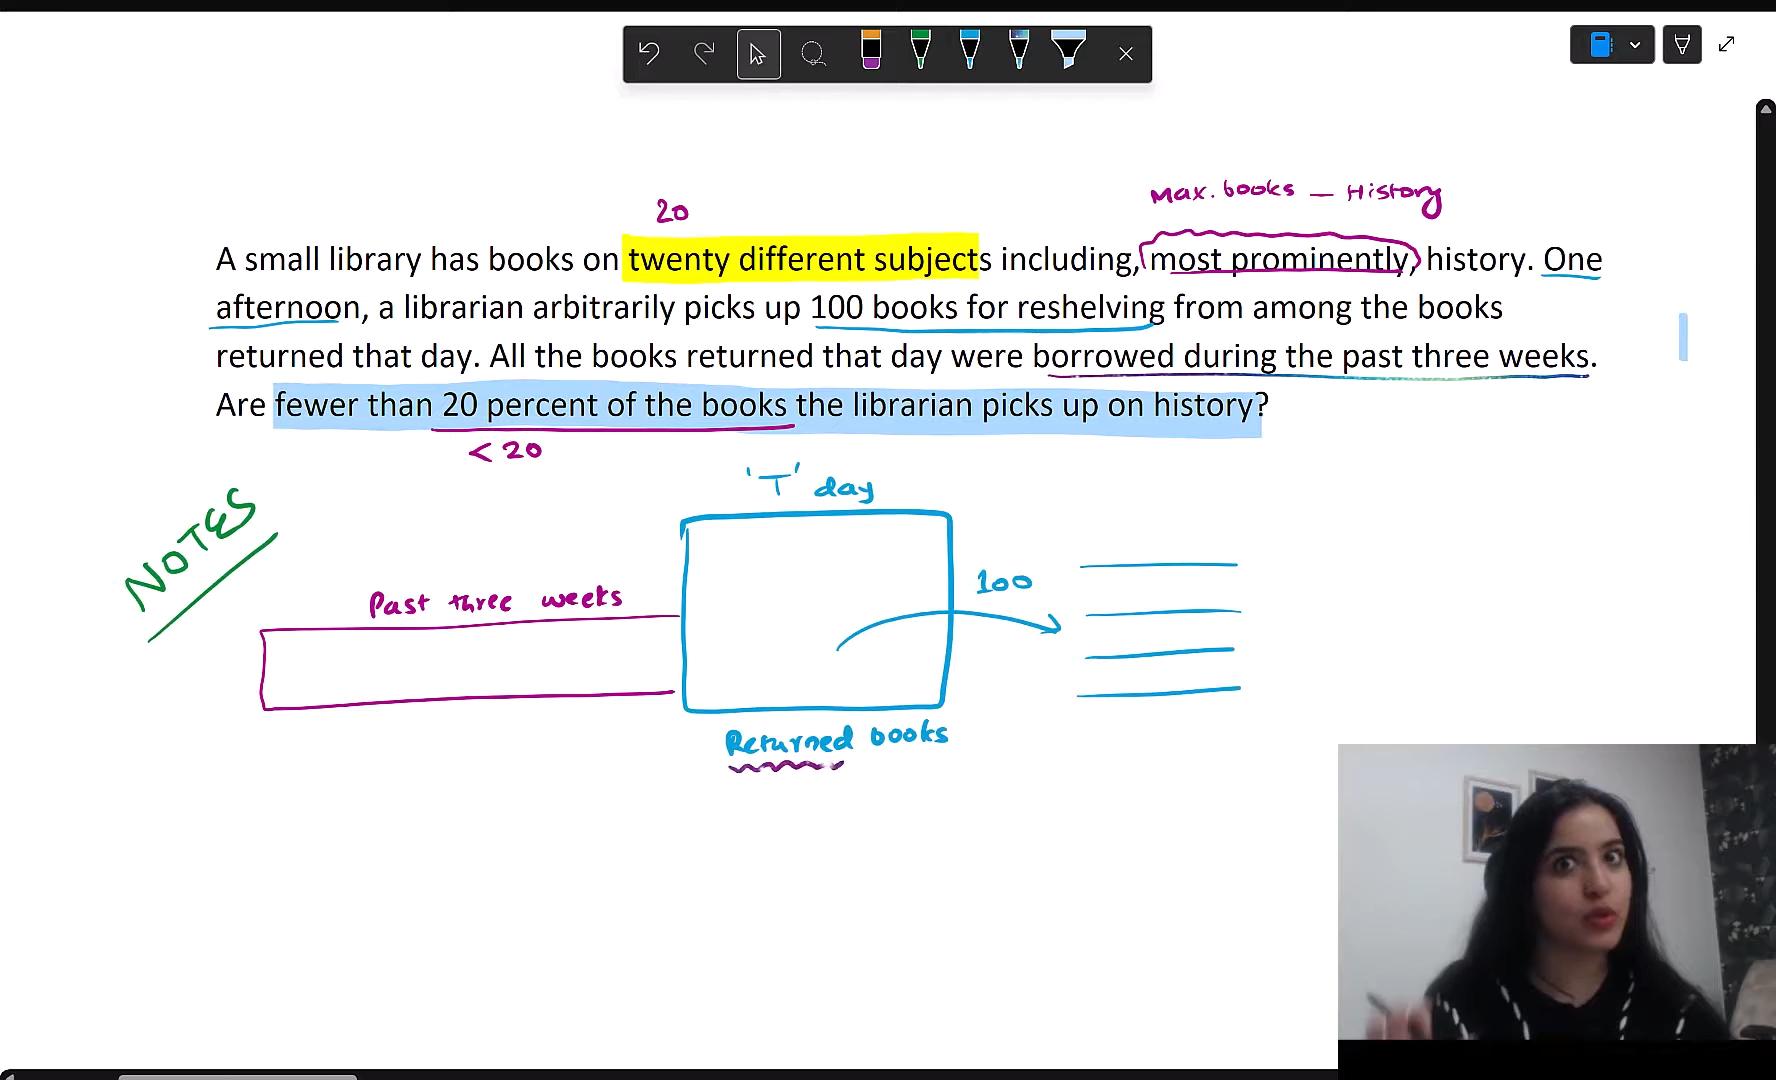 Max. books — History
20
A small library has books on twenty different subjects including, most prominently, history. One
afternoon, a librarian arbitrarily picks up 100 books for reshelving from among the books
returned that day. All the books returned that day were borrowed during the past three weeks.
Are fewer than 20 percent of the books the librarian picks up on history?
< 20
'T' day
NOTES
100
Past three weeks
Returned books